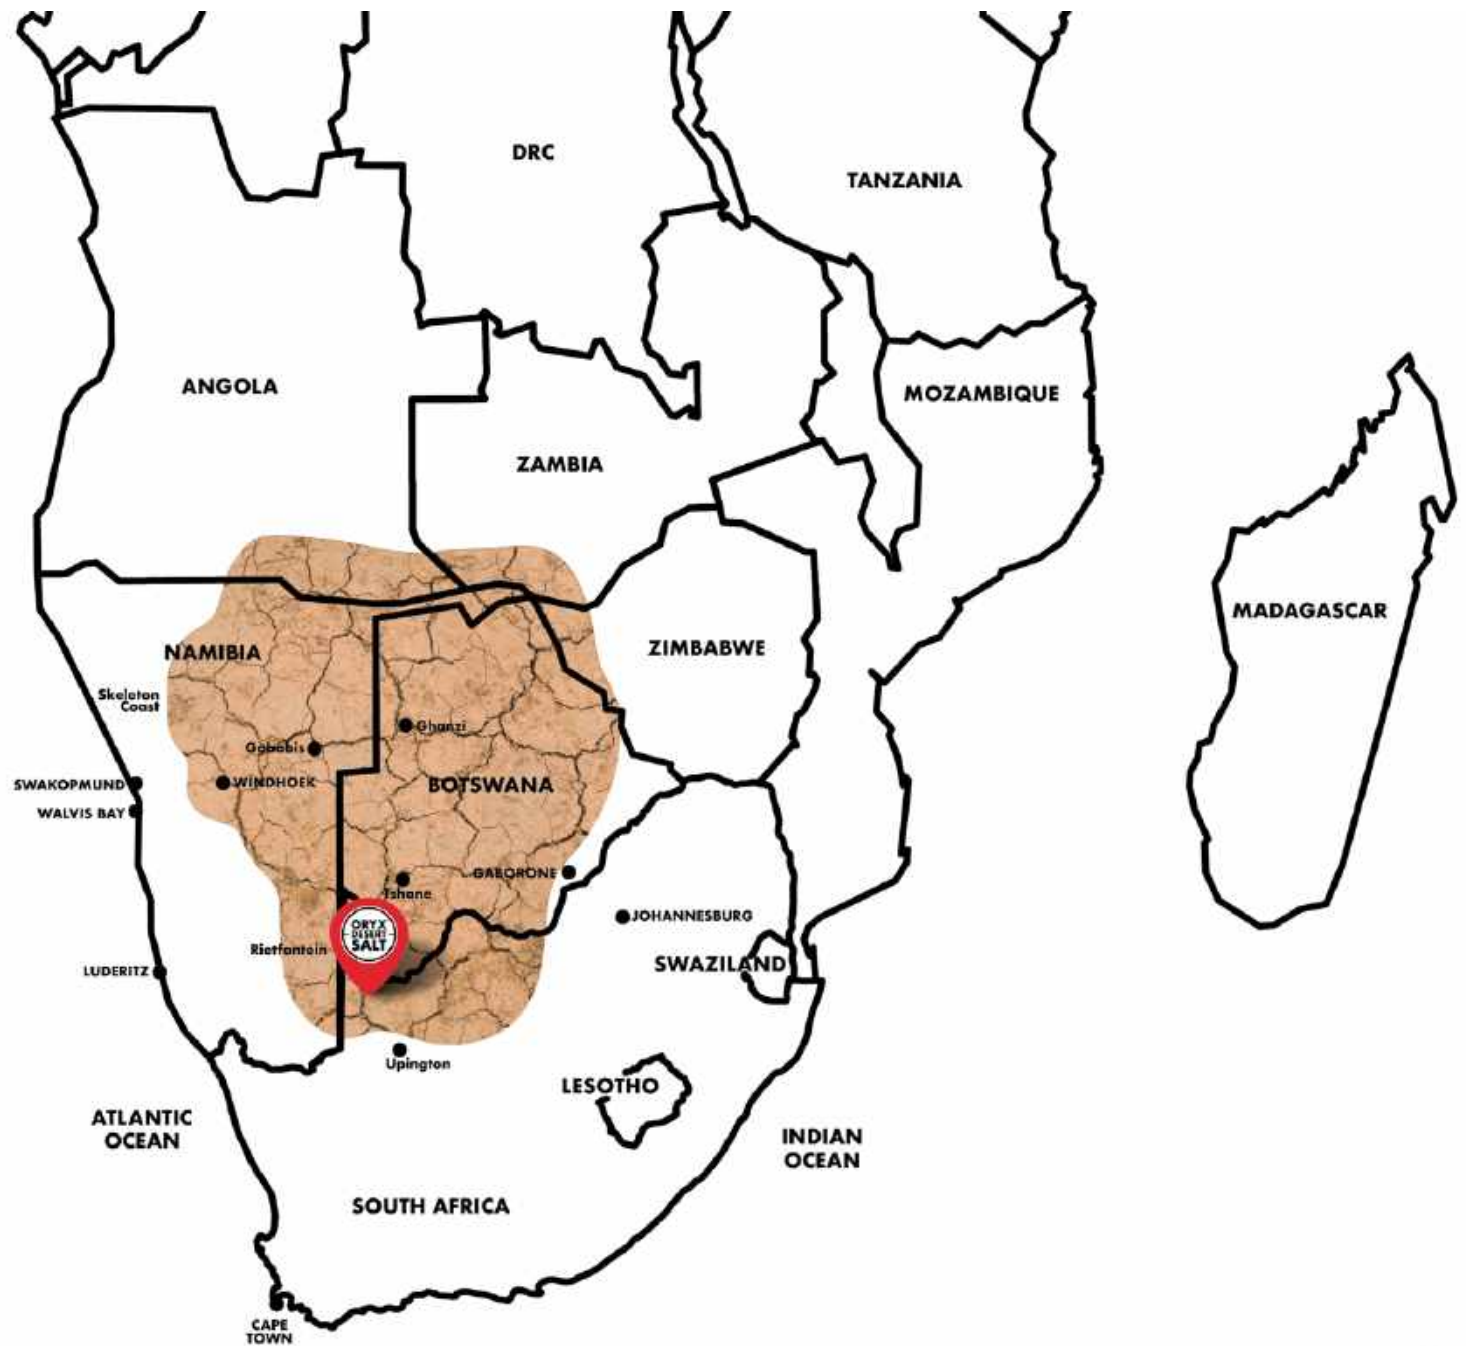 DRC
TANZANIA
ANGOLA
MOZAMBIQUE
ZAMBIA
MADAGASCAR
ZIMBABWE
NAMIBIA
Skeleton
Coast
Ghanzi
Gobabis
WINDHOEK
BOTSWANA
SWAKOPMUND
WALVIS BAY
GABORONE
Tshane
JOHANNESBURG
ORYX
DESERT
SALT
Rietfontein
SWAZILAND
LUDERITZ
Upington
LESOTHO
ATLANTIC
OCEAN
INDIAN
OCEAN
SOUTH AFRICA
CAPE
TOWN